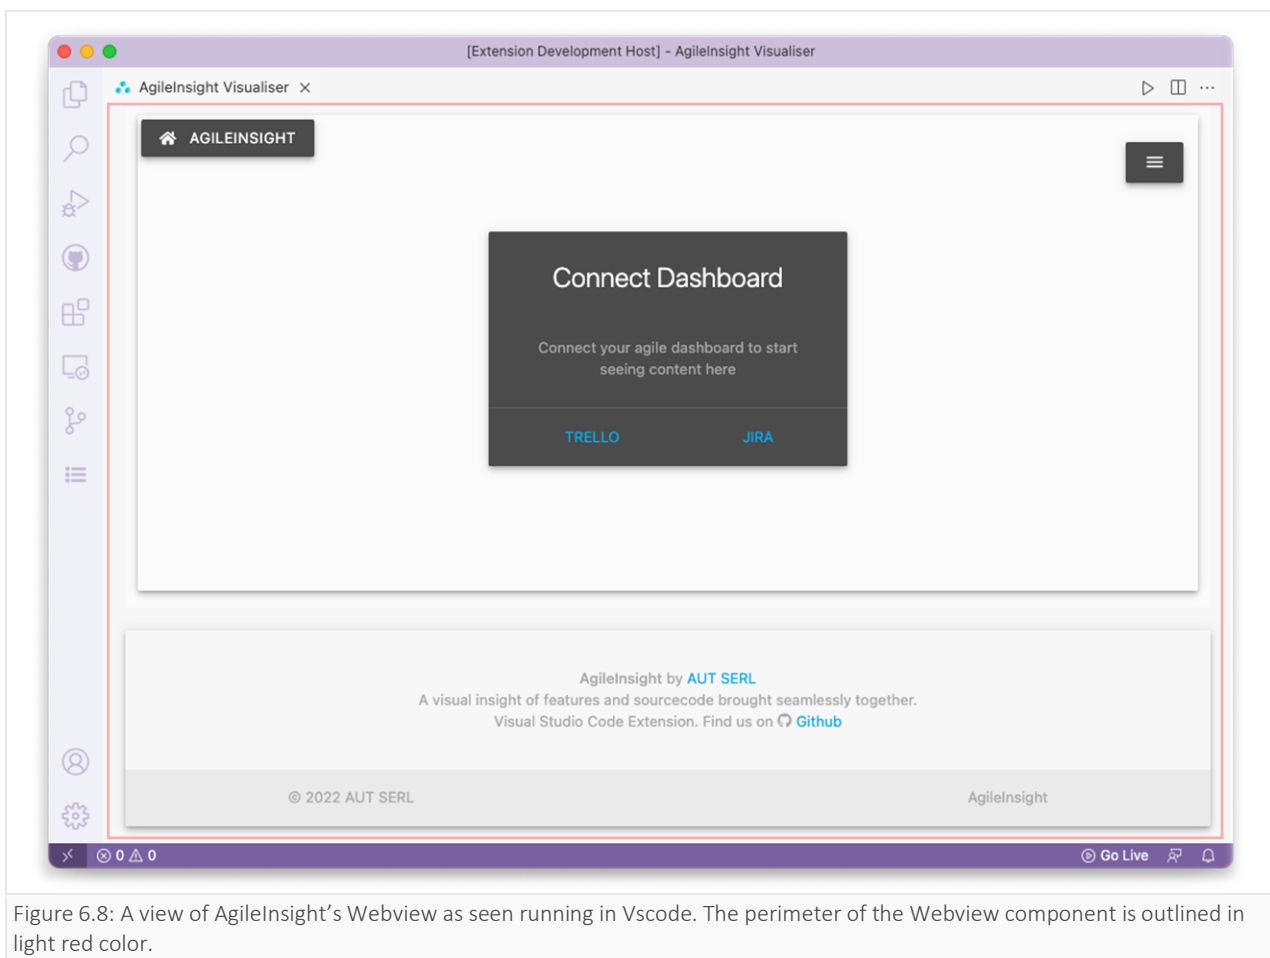 [Extension Development Host] - AgileInsight Visualiser
AgileInsight Visualiser
AGILEINSIGHT
Connect Dashboard
Connect your agile dashboard to start
seeing content here
TRELLO JIRA
AgileInsight by AUT SERL
A visual insight of features and sourcecode brought seamlessly together.
Visual Studio Code Extension. Find us on Github
© 2022 AUT SERL AgileInsight
0 0 Go Live
Figure 6.8: A view of AgileInsight’s Webview as seen running in Vscode. The perimeter of the Webview component is outlined in
light red color.